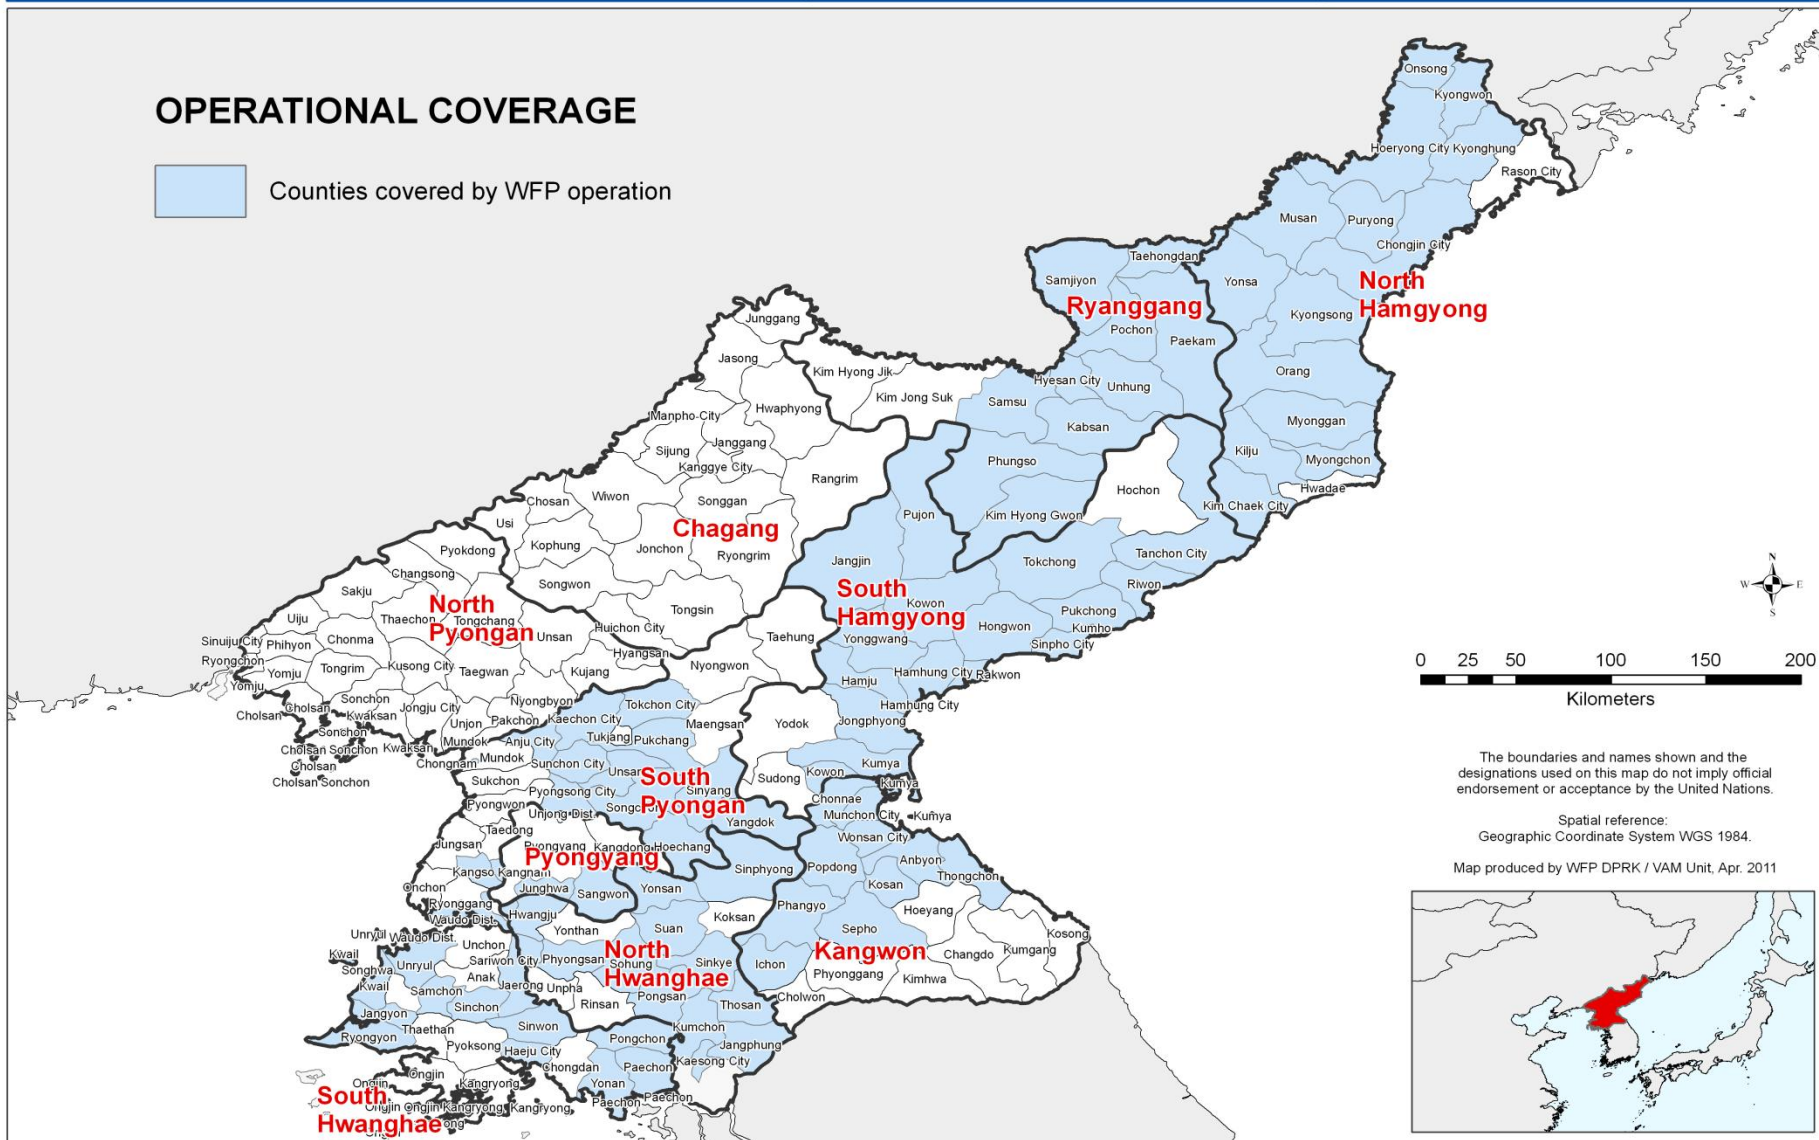 OPERATIONAL COVERAGE
Counties covered by WFP operation
Onsong
Kyongwon
Hoeryong City
Kyonghung
Rason City
Musan
Puryong
Chongjin City
Taehongdan
Samjiyon
Yonsa
North
Hamgyong
Ryanggang
Kyongsong
Pochon
Paekam
Junggang
Jasong
Kim Hyong Jik
Kim Jong Suk
Hyesan City
Unhung
Samsu
Orang
Manpho City
Hwaphyong
Kabsan
Myonggan
Janggang
Sijung
Kanggye City
Kilju
Myongchon
Phungso
Rangrim
Hochon
Hwadae
Chosan
Wiwon
Songgan
Kim Chaek City
Usi
Pujon
Kim Hyong Gwon
Chagang
Kophung
Jonchon
Ryongrim
Pyokdong
Jangjin
Tokchong
Tanchon City
Changsong
Songwon
Riwon
Sakju
North
Pyongan
Tongsin
South
Hamgyong
Kowon
Pukchong
Uiju
Thaechon
Tongchang
Unsan
Huichon City
Taehung
Yonggwang
Hongwon
Kumho
Sinuiju City
Phihyon
Chonma
Sinpho City
Ryongchon
Yomju
Tongrim
Kusong City
Taegwan
Kujang
Hyangsan
Nyongwon
Hamju
Hamhung City
Rakwon
Yomju
Cholsan
Cholsan
Sonchon
Kwaksan
Jongju City
Unjon
Pakchon
Nyongbyon
Tokchon City
Kaechon City
Maengsan
Yodok
Hamhung City
Jongphyong
Sonchon
Cholsan Sonchon
Kwaksan
Mundok
Anju City
Tukjang
Pukchang
Cholsan
Chongnam
Mundok
Sunchon City
Unsan
Kumya
Kowon
Cholsan Sonchon
Sukchon
South
Pyongan
Sinyang
Sudong
Kumya
Pyongsong City
Chonnae
Pyongwon
Unjong Dist.
Yangdok
Munchon City
Kumya
Taedong
Wonsan City
Jungsan
Pyongyang
Pyongyang
Kangdong
Hoechang
Sinphyong
Popdong
Anbyon
Kangso
Kangnam
Thongchon
Onchon
Junghwa
Sangwon
Yonsan
Kosan
Ryonggang
Waudo Dist.
Hwangju
Koksan
Phangyo
Hoeyang
Yonthan
Suan
Sepho
Kosong
Unryul
Waudo Dist.
Unchon
Kwail
Sariwon City
Phyongsan
North
Hwanghae
Sohung
Sinkye
Ichon
Kangwon
Changdo
Kumgang
Songhwa
Unryul
Anak
Jaerong
Unpha
Phyonggang
Kimhwa
Kwail
Samchon
Rinsan
Pongsan
Cholwon
Jangyon
Sinchon
Thosan
Ryongyon
Thaethan
Sinwon
Kumchon
Pyoksong
Haeju City
Pongchon
Jangphung
Chongdan
Paechon
Kaesong City
Ongjin
Kangryong
Yonan
Ongjin
South
Hwanghae
Ongjin
Ongjin
Kangryong
Kangryong
Paechon
Paechon
N
W
E
S
0 25 50 100 150 200
Kilometers
The boundaries and names shown and the
designations used on this map do not imply official
endorsement or acceptance by the United Nations.
Spatial reference:
Geographic Coordinate System WGS 1984.
Map produced by WFP DPRK / VAM Unit, Apr. 2011